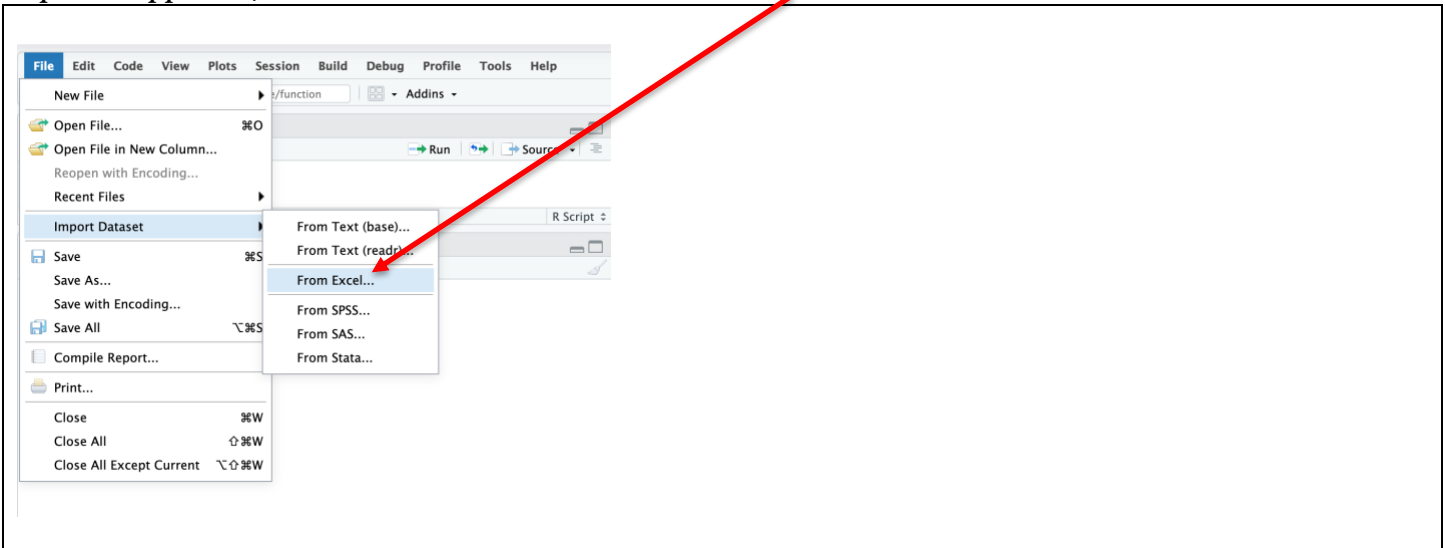 File Edit Code View Plots Session Build Debug Profile Tools Help
New File /function Addins
Open File... ⌘O
Open File in New Column... Run Source
Reopen with Encoding...
Recent Files
R Script
Import Dataset From Text (base)...
From Text (readr)...
Save ⌘S
Save As... From Excel...
Save with Encoding... From SPSS...
Save All ⌥⌘S
From SAS...
Compile Report... From Stata...
Print...
Close ⌘W
Close All ⇧⌘W
Close All Except Current ⌥⇧⌘W